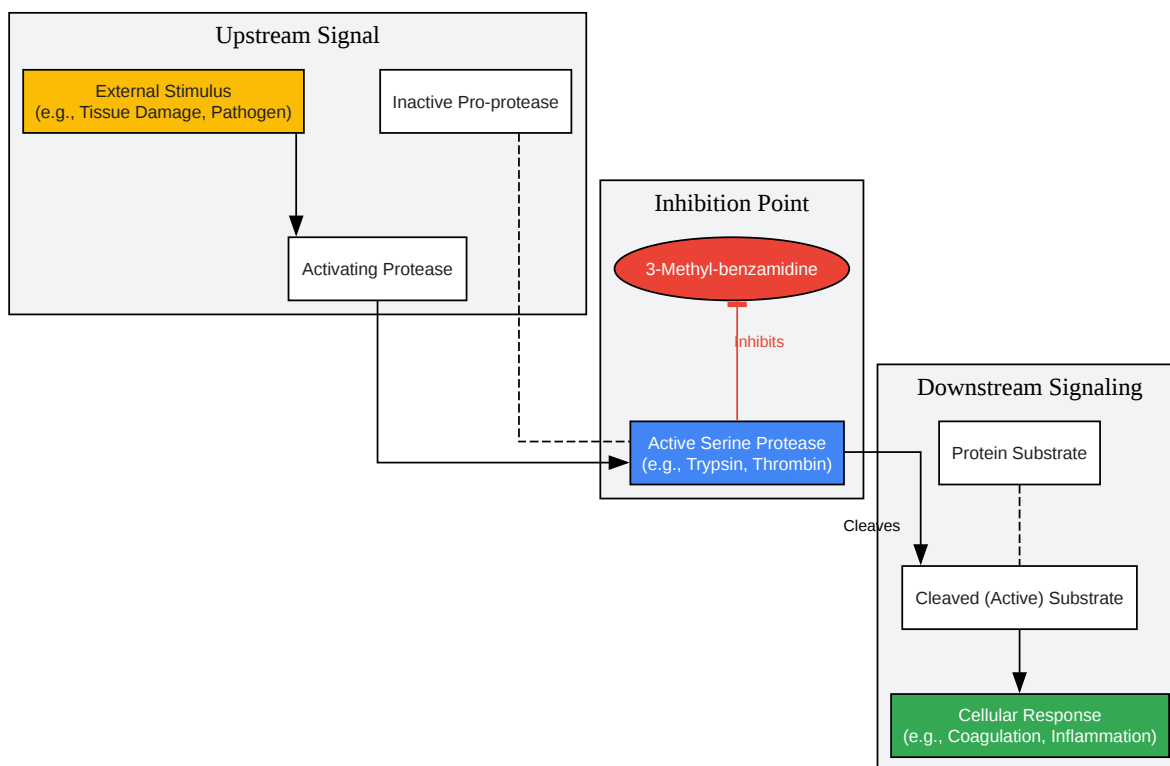 Upstream Signal
External Stimulus
(e.g., Tissue Damage, Pathogen)
Inactive Pro-protease
Activating Protease
Inhibition Point
3-Methyl-benzamidine
Inhibits
Active Serine Protease
(e.g., Trypsin, Thrombin)
Cleaves
Downstream Signaling
Protein Substrate
Cleaved (Active) Substrate
Cellular Response
(e.g., Coagulation, Inflammation)